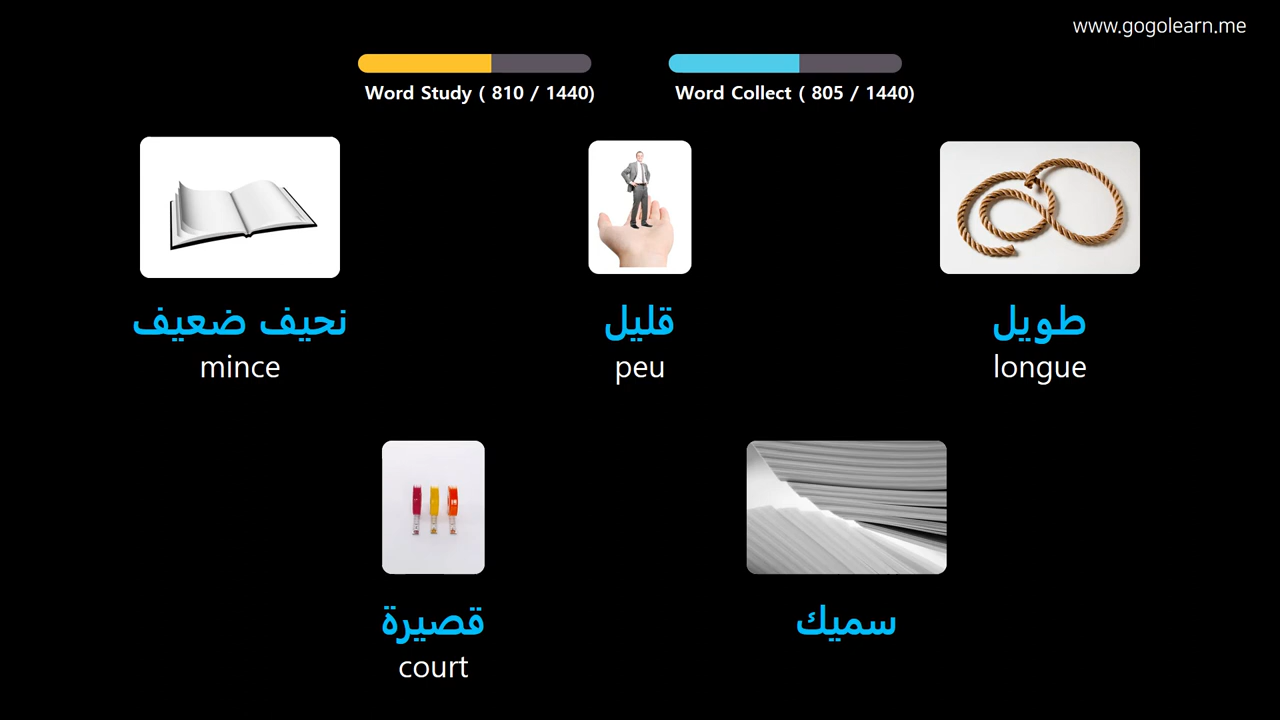 www.gogolearn.me
Word Study ( 810 / 1440)
Word Collect ( 805 / 1440)
نحيف ضعيف
mince
قليل
peu
طويل
longue
قصيرة
court
سميك